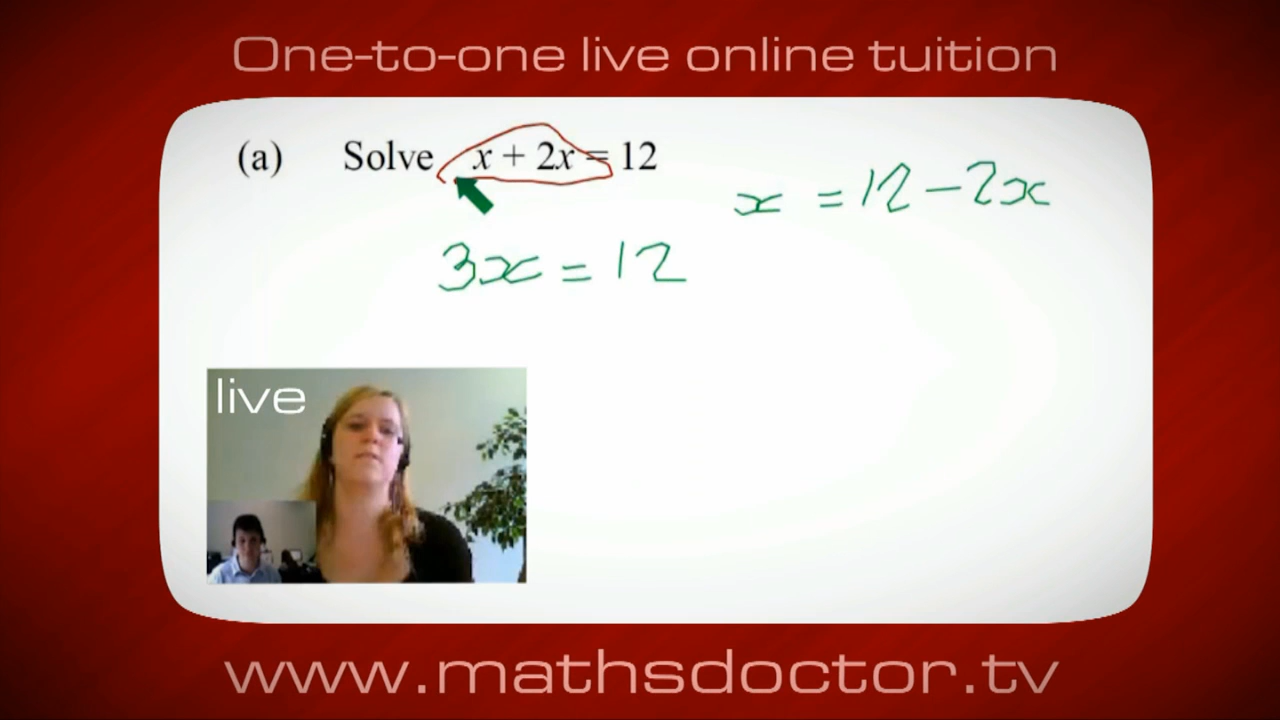 One-to-one live online tuition
(a) Solve x + 2x = 12
x = 12 - 2x
3x = 12
live
www.mathsdoctor.tv